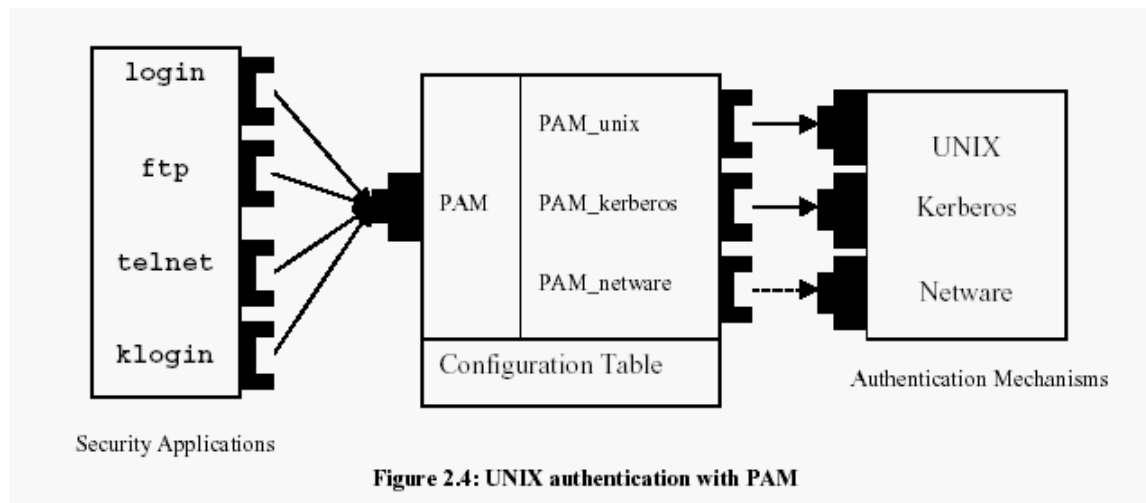 login
ftp
telnet
klogin
Security Applications
PAM
PAM_unix
PAM_kerberos
PAM_netware
Configuration Table
UNIX
Kerberos
Netware
Authentication Mechanisms
Figure 2.4: UNIX authentication with PAM